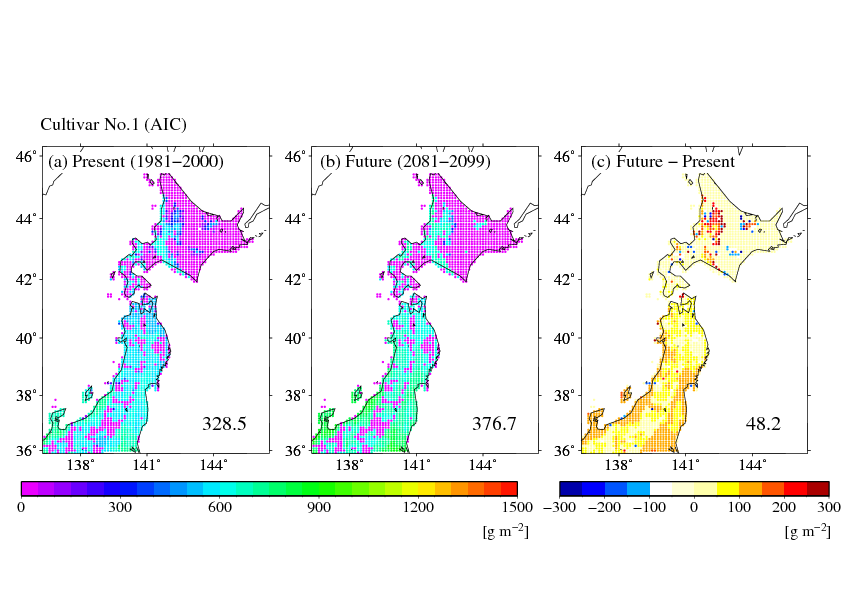 Cultivar No.1 (AIC)
(a) Present (1981−2000)
(b) Future (2081−2099)
(c) Future − Present
46° 46° 46°
44° 44° 44°
42° 42° 42°
40° 40° 40°
38° 38° 38°
328.5 376.7 48.2
36° 36° 36°
138° 141° 144° 138° 141° 144° 138° 141° 144°
0 300 600 900 1200 1500 −300 −200 −100 0 100 200 300
[g m−2] [g m−2]